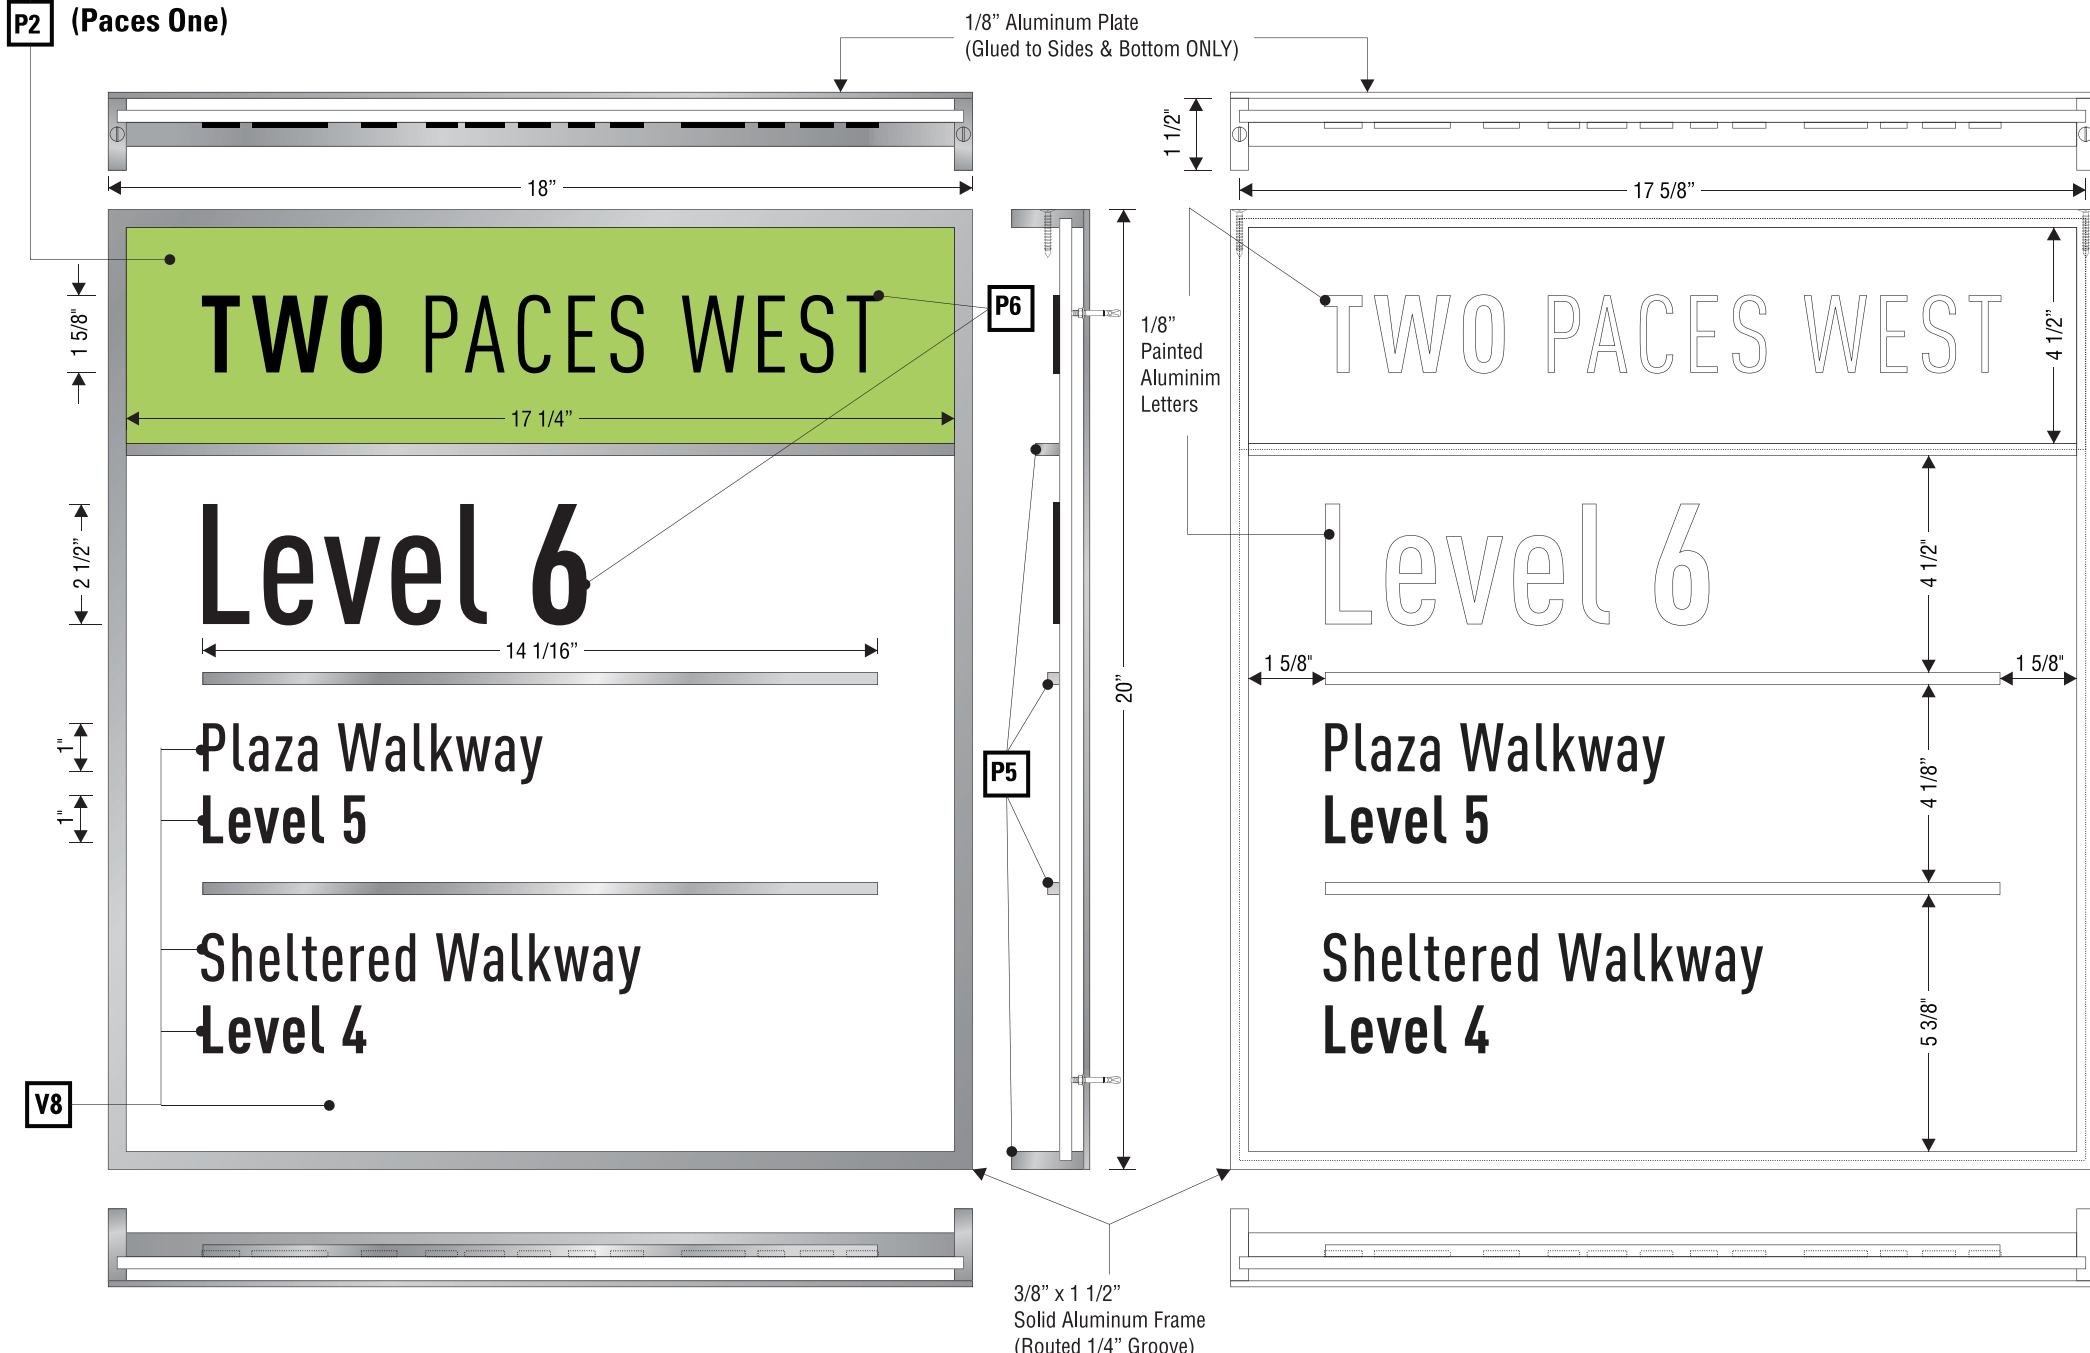 P2 (Paces One)
1/8” Aluminum Plate
(Glued to Sides & Bottom ONLY)
1 1/2"
18”
17 5/8”
TWO PACES WEST
1 5/8"
17 1/4”
P6
1/8”
Painted
Aluminim
Letters
TWO PACES WEST
4 1/2”
Level 6
2 1/2”
14 1/16”
20”
Level 6
4 1/2"
1 5/8"
1 5/8"
Plaza Walkway
Level 5
1"
1"
P5
Plaza Walkway
Level 5
4 1/8”
Sheltered Walkway
Level 4
Sheltered Walkway
Level 4
5 3/8"
V8
3/8” x 1 1/2”
Solid Aluminum Frame
(Routed 1/4” Groove)